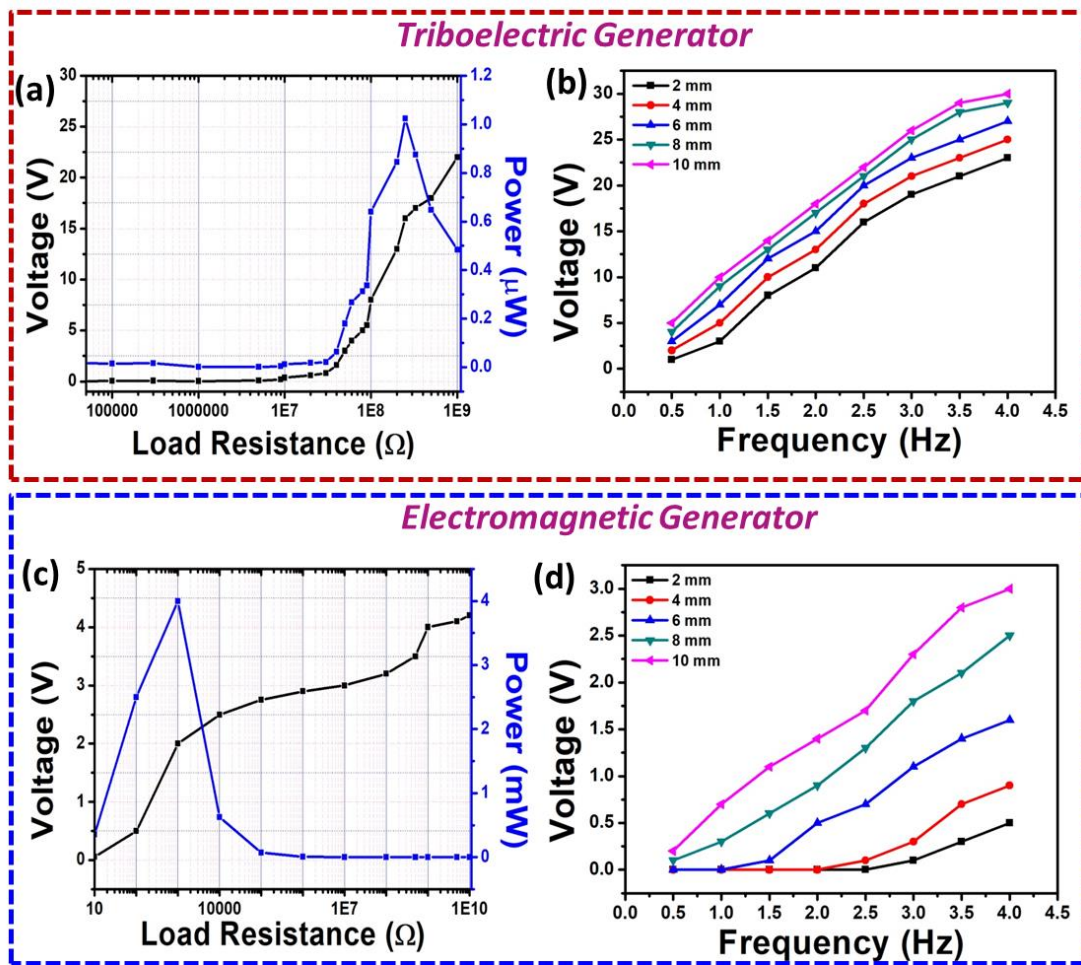 Triboelectric Generator
(a)
30
25
20
15
10
5
0
Voltage (V)
1.2
1.0
0.8
0.6
0.4
0.2
0.0
Power (μW)
100000 1000000 1E7 1E8 1E9
Load Resistance (Ω)
(b)
2 mm
4 mm
6 mm
8 mm
10 mm
30
25
20
15
10
5
0
Voltage (V)
0.0 0.5 1.0 1.5 2.0 2.5 3.0 3.5 4.0 4.5
Frequency (Hz)
Electromagnetic Generator
(c)
5
4
3
2
1
0
Voltage (V)
4
3
2
1
0
Power (mW)
10 10000 1E7 1E10
Load Resistance (Ω)
(d)
2 mm
4 mm
6 mm
8 mm
10 mm
3.0
2.5
2.0
1.5
1.0
0.5
0.0
Voltage (V)
0.0 0.5 1.0 1.5 2.0 2.5 3.0 3.5 4.0 4.5
Frequency (Hz)